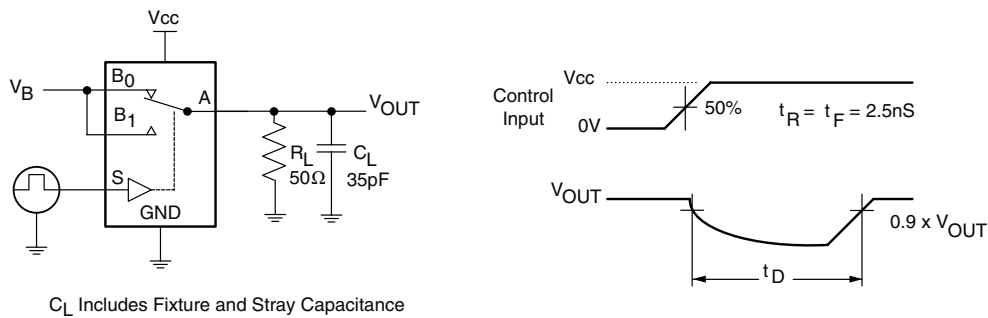 Vcc
VB
B0
B1
A
VOUT
RL
50Ω
CL
35pF
S
GND
CL Includes Fixture and Stray Capacitance
Vcc
Control
Input
0V
50%
tR = tF = 2.5nS
VOUT
0.9 x VOUT
tD